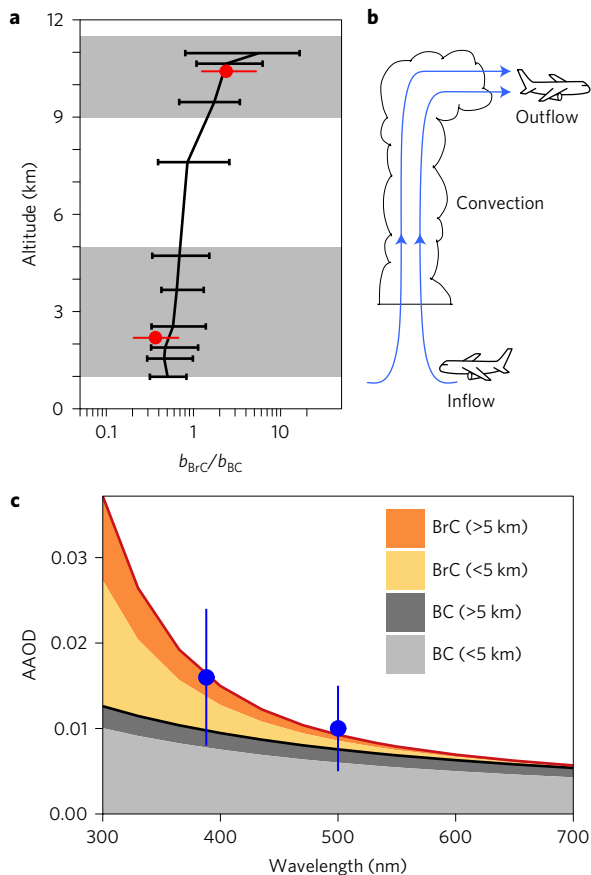 a
12
9
6
3
0
Altitude (km)
0.1 1 10
bBrC/bBC
b
Outflow
Convection
Inflow
c
0.03
0.02
0.01
0.00
AAOD
BrC (>5 km)
BrC (<5 km)
BC (>5 km)
BC (<5 km)
300 400 500 600 700
Wavelength (nm)